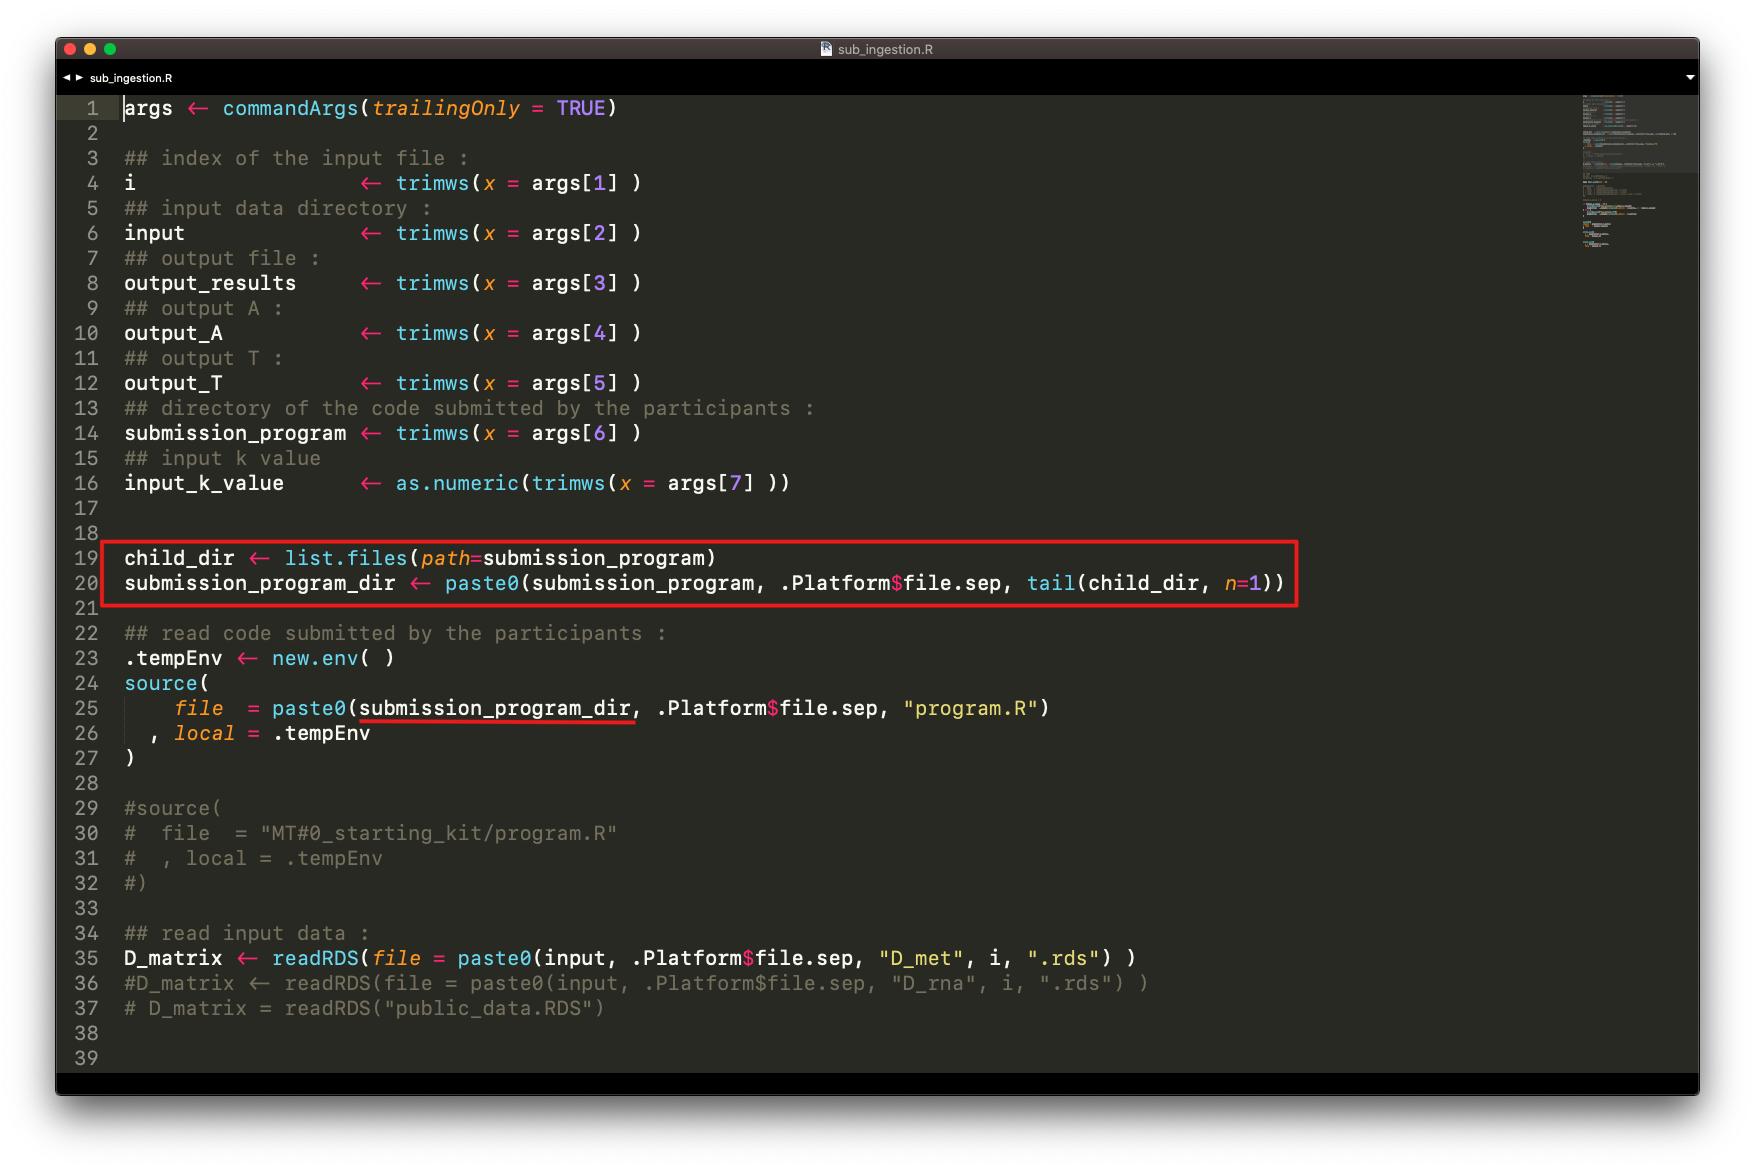 sub_ingestion.R
sub_ingestion.R
1 args <- commandArgs(trailingOnly = TRUE)
2
3 ## index of the input file :
4 i <- trimws(x = args[1] )
5 ## input data directory :
6 input <- trimws(x = args[2] )
7 ## output file :
8 output_results <- trimws(x = args[3] )
9 ## output A :
10 output_A <- trimws(x = args[4] )
11 ## output T :
12 output_T <- trimws(x = args[5] )
13 ## directory of the code submitted by the participants :
14 submission_program <- trimws(x = args[6] )
15 ## input k value
16 input_k_value <- as.numeric(trimws(x = args[7] ))
17
18
19 child_dir <- list.files(path=submission_program)
20 submission_program_dir <- paste0(submission_program, .Platform$file.sep, tail(child_dir, n=1))
21
22 ## read code submitted by the participants :
23 .tempEnv <- new.env( )
24 source(
25 file = paste0(submission_program_dir, .Platform$file.sep, "program.R")
26 , local = .tempEnv
27 )
28
29 #source(
30 # file = "MT#0_starting_kit/program.R"
31 # , local = .tempEnv
32 #)
33
34 ## read input data :
35 D_matrix <- readRDS(file = paste0(input, .Platform$file.sep, "D_met", i, ".rds") )
36 #D_matrix <- readRDS(file = paste0(input, .Platform$file.sep, "D_rna", i, ".rds") )
37 # D_matrix = readRDS("public_data.RDS")
38
39